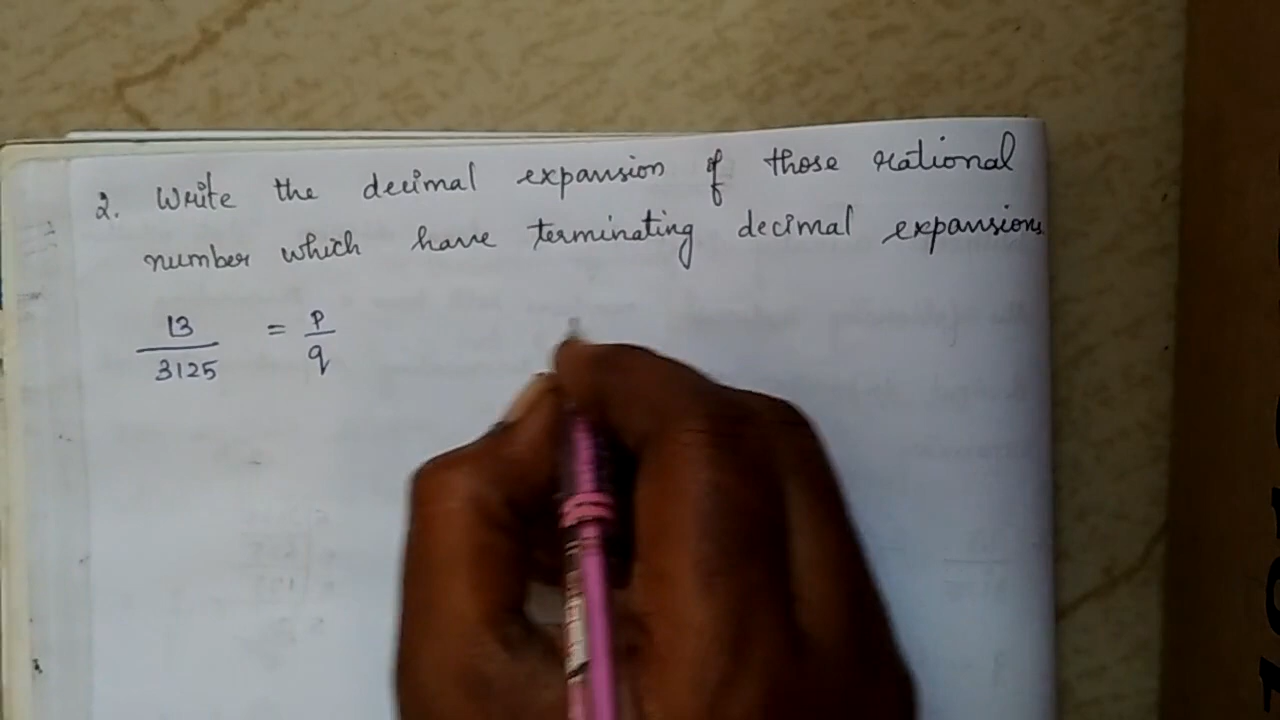 2. Write the decimal expansion of those rational
number which have terminating decimal expansions.
13/3125 = p/q